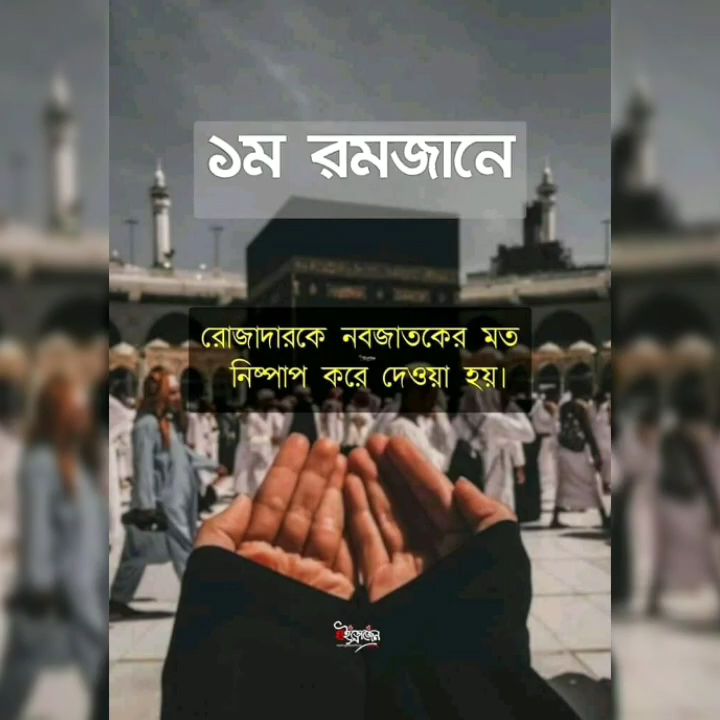 ১ম রমজানে
রোজাদারকে নবজাতকের মত
নিষ্পাপ করে দেওয়া হয়।